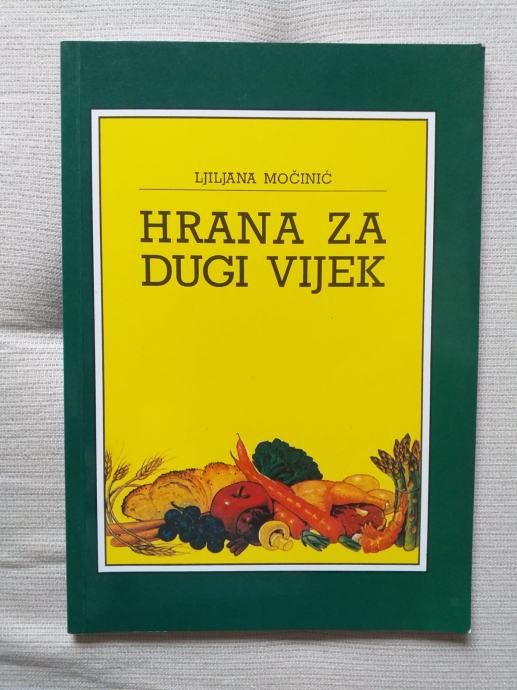 LJILJANA MOČINIĆ
HRANA ZA
DUGI VIJEK